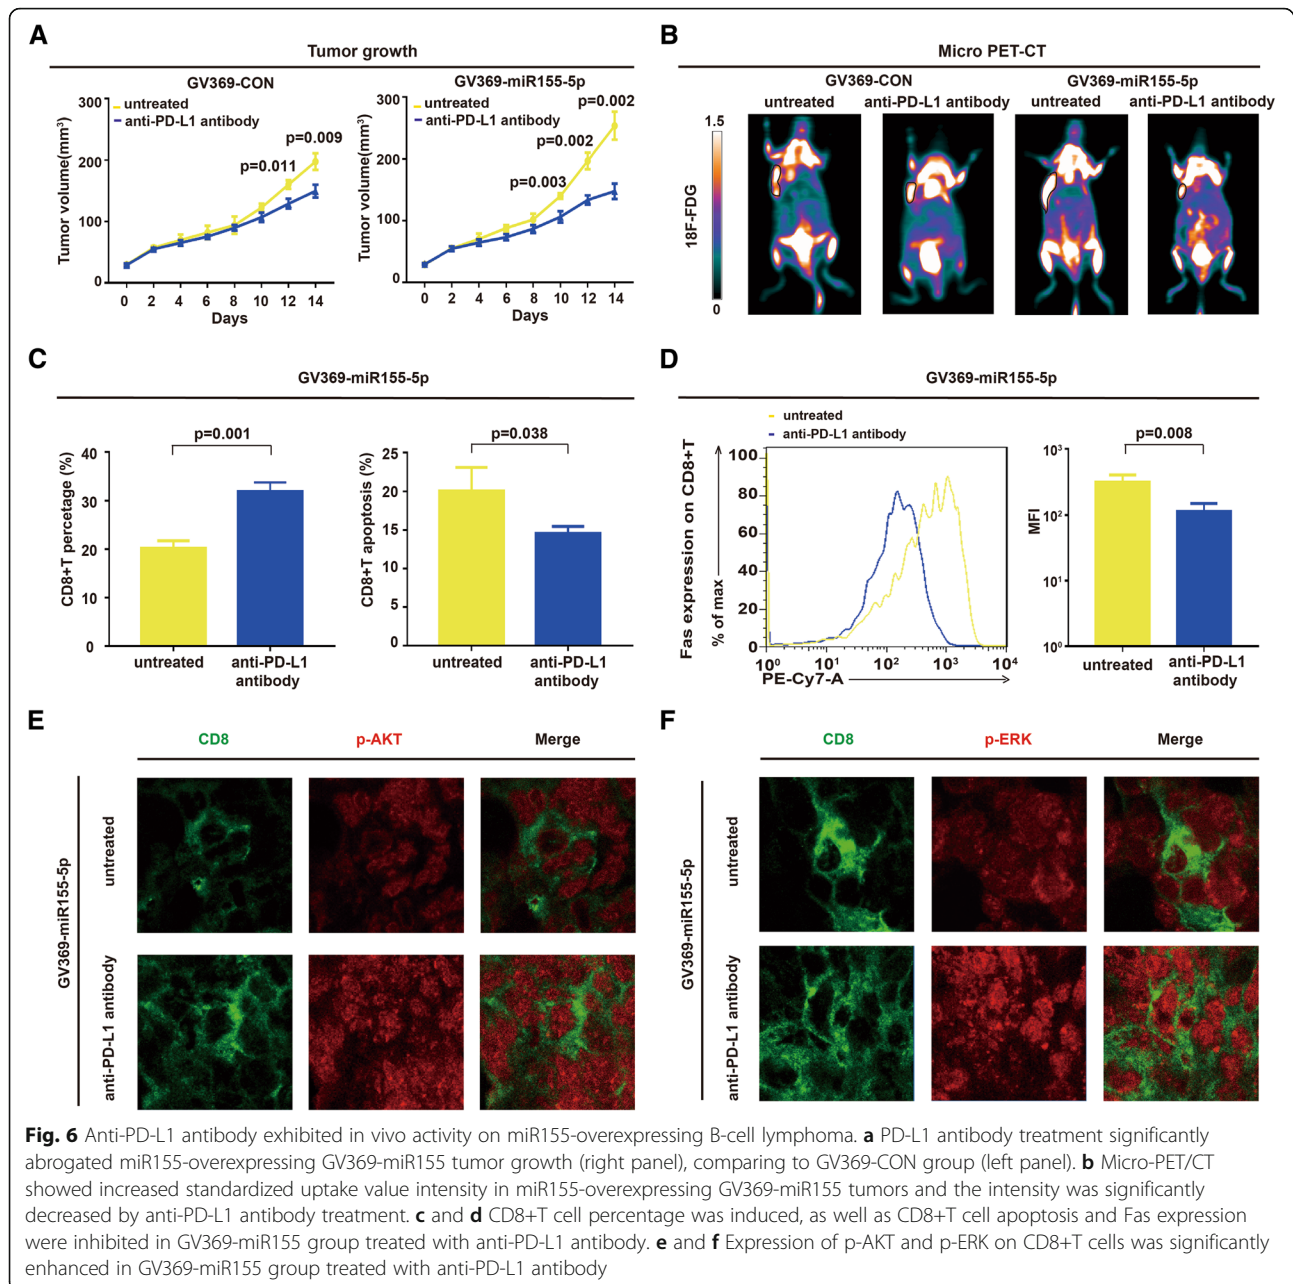 A
Tumor growth
GV369-CON
GV369-miR155-5p
Tumor volume(mm³)
300
200
100
0
untreated
anti-PD-L1 antibody
p=0.011
p=0.009
0 2 4 6 8 10 12 14
Days
Tumor volume(mm³)
300
200
100
0
untreated
anti-PD-L1 antibody
p=0.003
p=0.002
p=0.002
0 2 4 6 8 10 12 14
Days
B
Micro PET-CT
GV369-CON
GV369-miR155-5p
untreated anti-PD-L1 antibody untreated anti-PD-L1 antibody
1.5
18F-FDG
0
C
GV369-miR155-5p
CD8+T percetage (%)
40
30
20
10
0
p=0.001
untreated
anti-PD-L1
antibody
CD8+T apoptosis (%)
25
20
15
10
5
0
p=0.038
untreated
anti-PD-L1
antibody
D
GV369-miR155-5p
untreated
anti-PD-L1 antibody
Fas expression on CD8+T
% of max
100
80
60
40
20
0
10⁰ 10¹ 10² 10³ 10⁴
PE-Cy7-A
MFI
10³
10²
10¹
10⁰
p=0.008
untreated
anti-PD-L1
antibody
E
CD8 p-AKT Merge
GV369-miR155-5p
untreated
anti-PD-L1 antibody
F
CD8 p-ERK Merge
GV369-miR155-5p
untreated
anti-PD-L1 antibody
Fig. 6 Anti-PD-L1 antibody exhibited in vivo activity on miR155-overexpressing B-cell lymphoma. a PD-L1 antibody treatment significantly
abrogated miR155-overexpressing GV369-miR155 tumor growth (right panel), comparing to GV369-CON group (left panel). b Micro-PET/CT
showed increased standardized uptake value intensity in miR155-overexpressing GV369-miR155 tumors and the intensity was significantly
decreased by anti-PD-L1 antibody treatment. c and d CD8+T cell percentage was induced, as well as CD8+T cell apoptosis and Fas expression
were inhibited in GV369-miR155 group treated with anti-PD-L1 antibody. e and f Expression of p-AKT and p-ERK on CD8+T cells was significantly
enhanced in GV369-miR155 group treated with anti-PD-L1 antibody